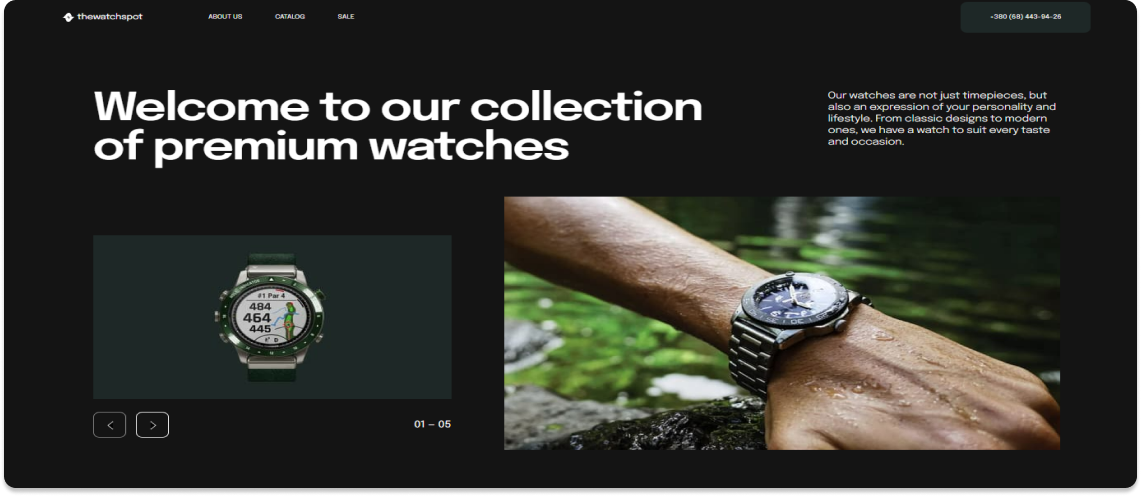 thewatchspot
ABOUT US
CATALOG
SALE
+380 (68) 443-94-26
Welcome to our collection
of premium watches
Our watches are not just timepieces, but
also an expression of your personality and
lifestyle. From classic designs to modern
ones, we have a watch to suit every taste
and occasion.
#1 Par 4
484
464
445
6° D
01 – 05